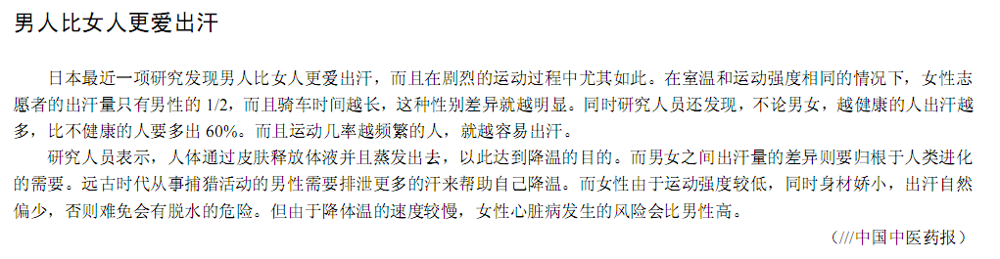 男人比女人更爱出汗
日本最近一项研究发现男人比女人更爱出汗，而且在剧烈的运动过程中尤其如此。在室温和运动强度相同的情况下，女性志
愿者的出汗量只有男性的 1/2，而且骑车时间越长，这种性别差异就越明显。同时研究人员还发现，不论男女，越健康的人出汗越
多，比不健康的人要多出 60%。而且运动几率越频繁的人，就越容易出汗。
研究人员表示，人体通过皮肤释放体液并且蒸发出去，以此达到降温的目的。而男女之间出汗量的差异则要归根于人类进化
的需要。远古时代从事捕猎活动的男性需要排泄更多的汗来帮助自己降温。而女性由于运动强度较低，同时身材娇小，出汗自然
偏少，否则难免会有脱水的危险。但由于降体温的速度较慢，女性心脏病发生的风险会比男性高。
（///中国中医药报）